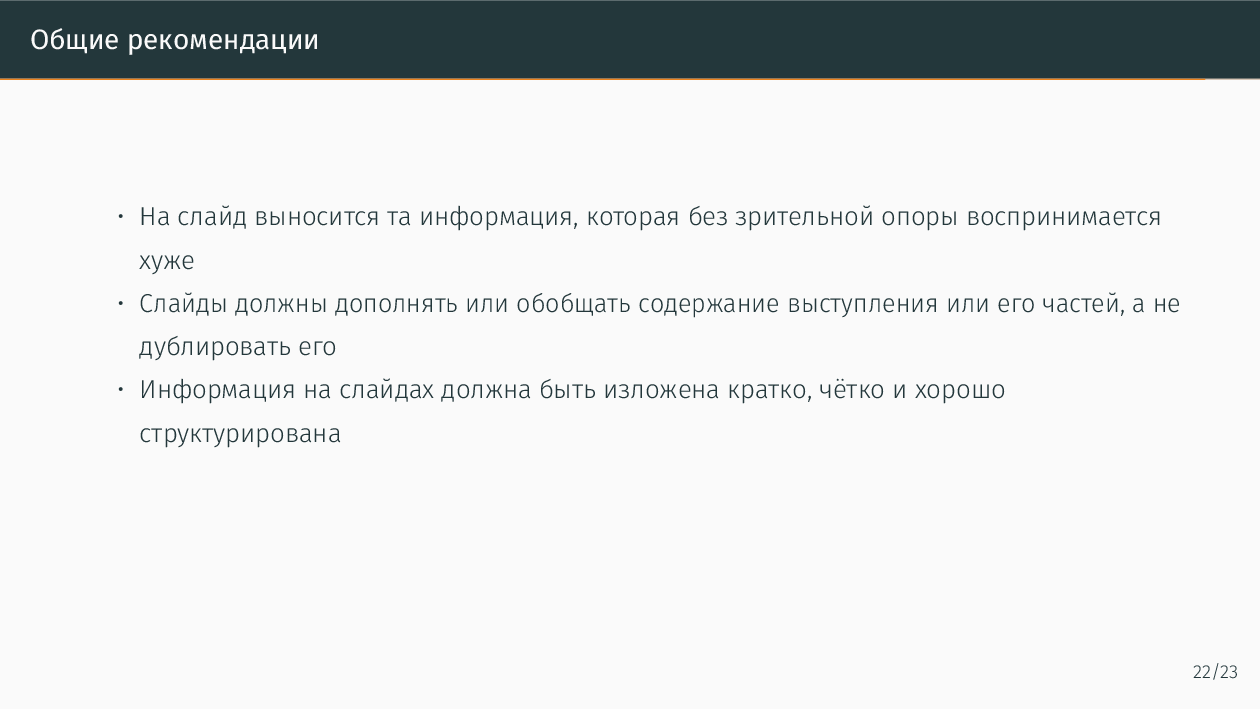 Общие рекомендации
• На слайд выносится та информация, которая без зрительной опоры воспринимается
хуже
• Слайды должны дополнять или обобщать содержание выступления или его частей, а не
дублировать его
• Информация на слайдах должна быть изложена кратко, чётко и хорошо
структурирована
22/23